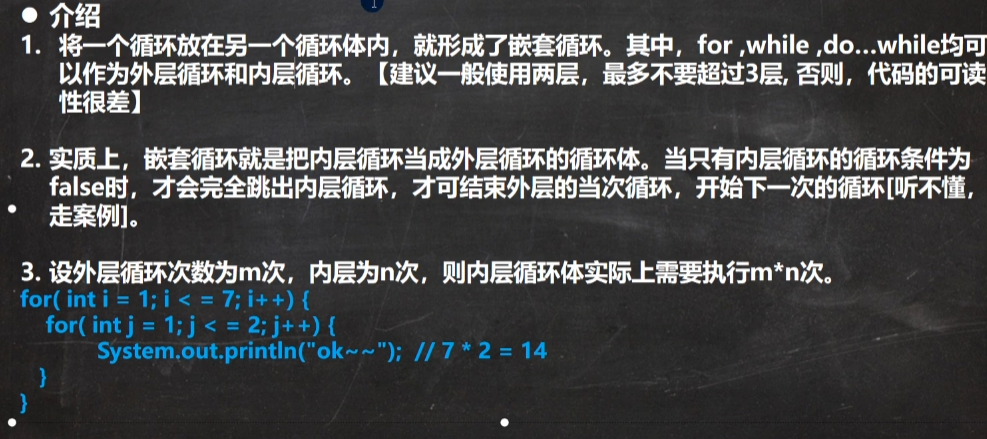 ● 介绍
1. 将一个循环放在另一个循环体内，就形成了嵌套循环。其中，for ,while ,do...while均可
以作为外层循环和内层循环。【建议一般使用两层，最多不要超过3层, 否则，代码的可读
性很差】
2. 实质上，嵌套循环就是把内层循环当成外层循环的循环体。当只有内层循环的循环条件为
false时，才会完全跳出内层循环，才可结束外层的当次循环，开始下一次的循环[听不懂，
走案例]。
3. 设外层循环次数为m次，内层为n次，则内层循环体实际上需要执行m*n次。
for( int i = 1; i < = 7; i++) {
for( int j = 1; j < = 2; j++) {
System.out.println("ok~~"); // 7 * 2 = 14
}
}